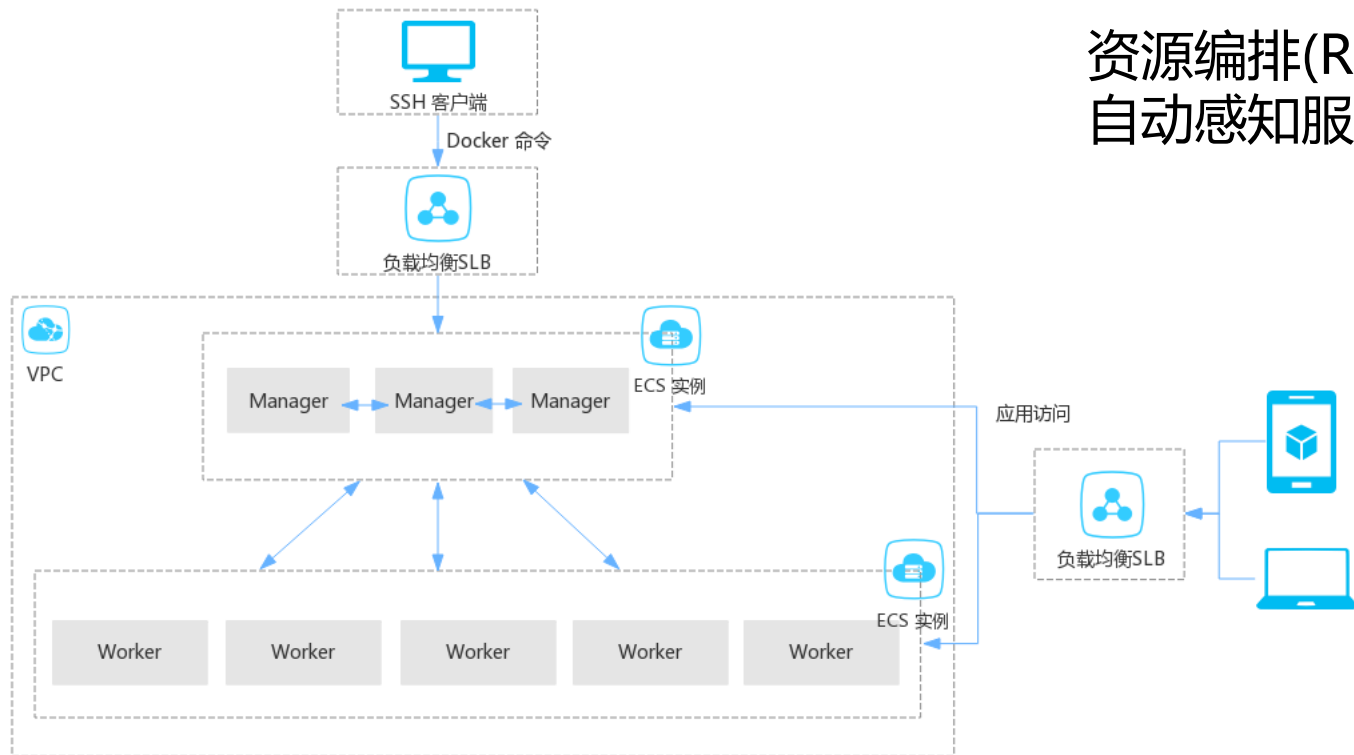 资源编排(R
自动感知服
SSH 客户端
Docker 命令
负载均衡SLB
VPC
ECS 实例
Manager
Manager
Manager
应用访问
负载均衡SLB
ECS 实例
Worker
Worker
Worker
Worker
Worker